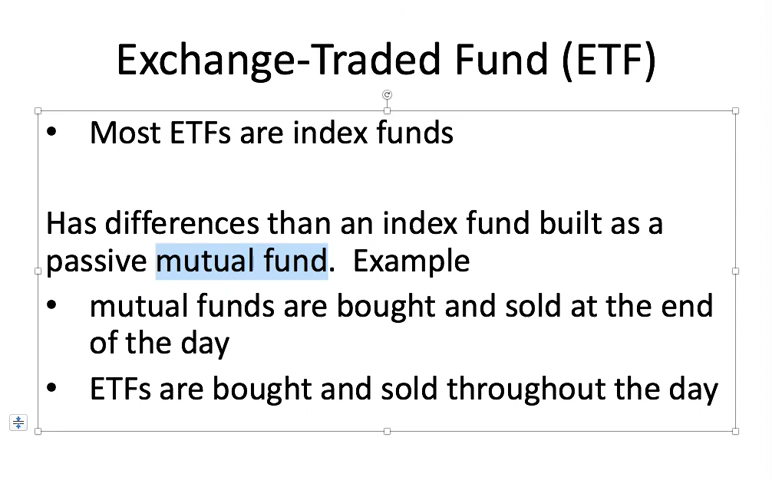 Exchange-Traded Fund (ETF)
• Most ETFs are index funds
Has differences than an index fund built as a
passive mutual fund.  Example
• mutual funds are bought and sold at the end
of the day
• ETFs are bought and sold throughout the day